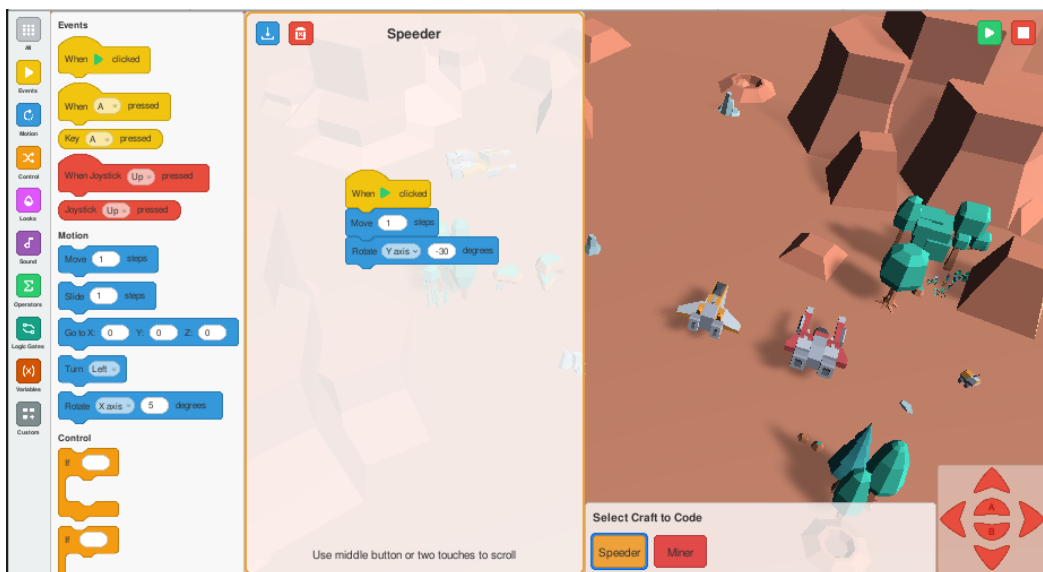 All
Events
Motion
Control
Looks
Sound
Operators
Logic Gates
Variables
Custom
Events
When clicked
When A pressed
Key A pressed
When Joystick Up pressed
Joystick Up pressed
Motion
Move 1 steps
Slide 1 steps
Go to X: 0 Y: 0 Z: 0
Turn Left
Rotate X axis 5 degrees
Control
If
If
Speeder
When clicked
Move 1 steps
Rotate Y axis -30 degrees
Use middle button or two touches to scroll
Select Craft to Code
Speeder Miner
A
B